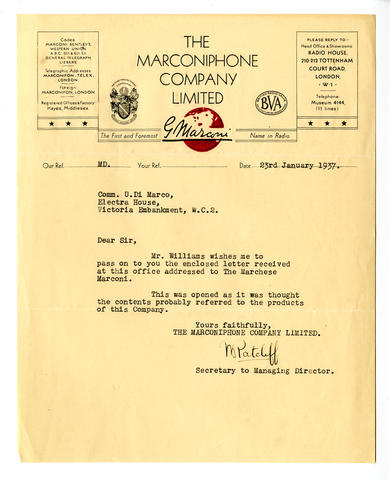 Codes
MARCONI BENTLEY'S,
WESTERN UNION,
A.B.C. 5th & 6th Ed.
GENERAL TELEGRAPH,
LIEBERS
Telegraphic Addresses
MARCONIFON, TELEX,
LONDON
Foreign
MARCONIFON, LONDON.
Registered Offices & Factory
Hayes, Middlesex.
THE
MARCONIPHONE
COMPANY
LIMITED
BVA
PLEASE REPLY TO-
Head Office & Showrooms
RADIO HOUSE,
210-212 TOTTENHAM
COURT ROAD,
LONDON,
W·1
Telephone
Museum 4144,
(11 lines)
The First and Foremost
G Marconi
Name in Radio
Our Ref. MD. Your Ref. Date 23rd January 1937.
Comm. U.Di Marco,
Electra House,
Victoria Embankment, W.C.2.
Dear Sir,
Mr. Williams wishes me to
pass on to you the enclosed letter received
at this office addressed to The Marchese
Marconi.
This was opened as it was thought
the contents probably referred to the products
of this Company.
Yours faithfully,
THE MARCONIPHONE COMPANY LIMITED.
Secretary to Managing Director.